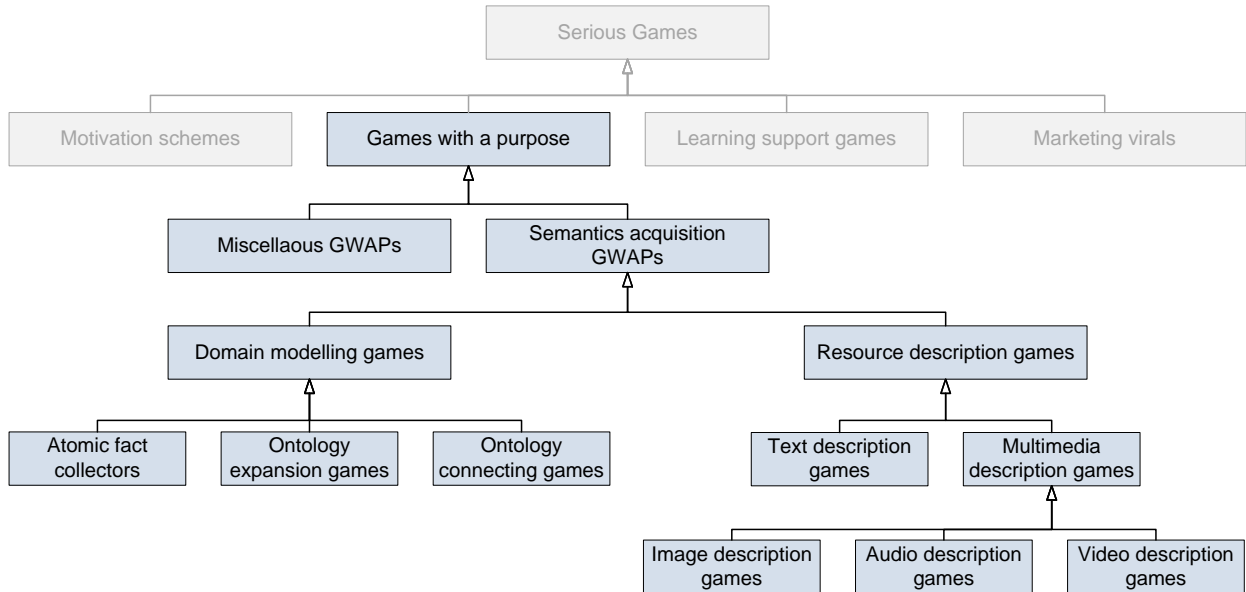 Serious Games
Motivation schemes
Games with a purpose
Learning support games
Marketing virals
Miscellaous GWAPs
Semantics acquisition
GWAPs
Domain modelling games
Resource description games
Atomic fact
collectors
Ontology
expansion games
Ontology
connecting games
Text description
games
Multimedia
description games
Image description
games
Audio description
games
Video description
games